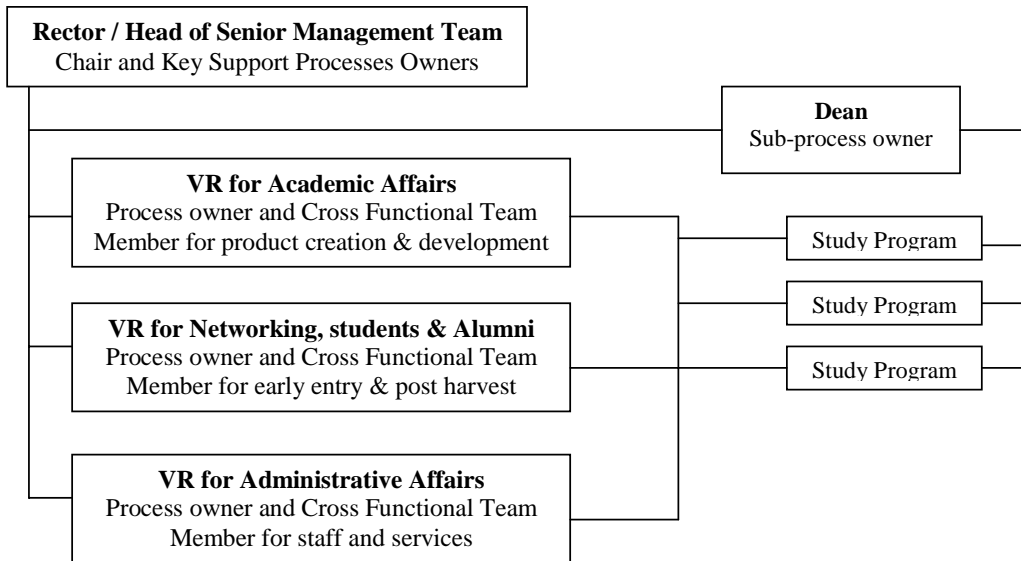 Rector / Head of Senior Management Team
Chair and Key Support Processes Owners
Dean
Sub-process owner
VR for Academic Affairs
Process owner and Cross Functional Team
Member for product creation & development
Study Program
VR for Networking, students & Alumni
Process owner and Cross Functional Team
Member for early entry & post harvest
Study Program
Study Program
VR for Administrative Affairs
Process owner and Cross Functional Team
Member for staff and services